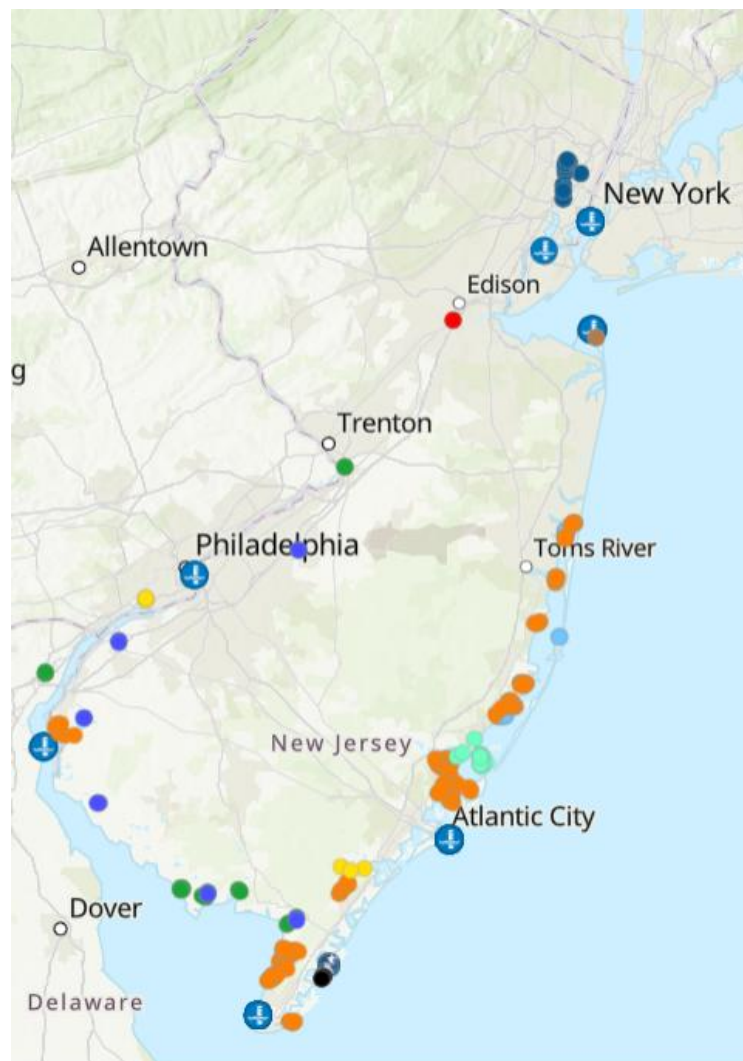 New York
Allentown
Edison
g
Trenton
Philadelphia
Toms River
New Jersey
Atlantic City
Dover
Delaware